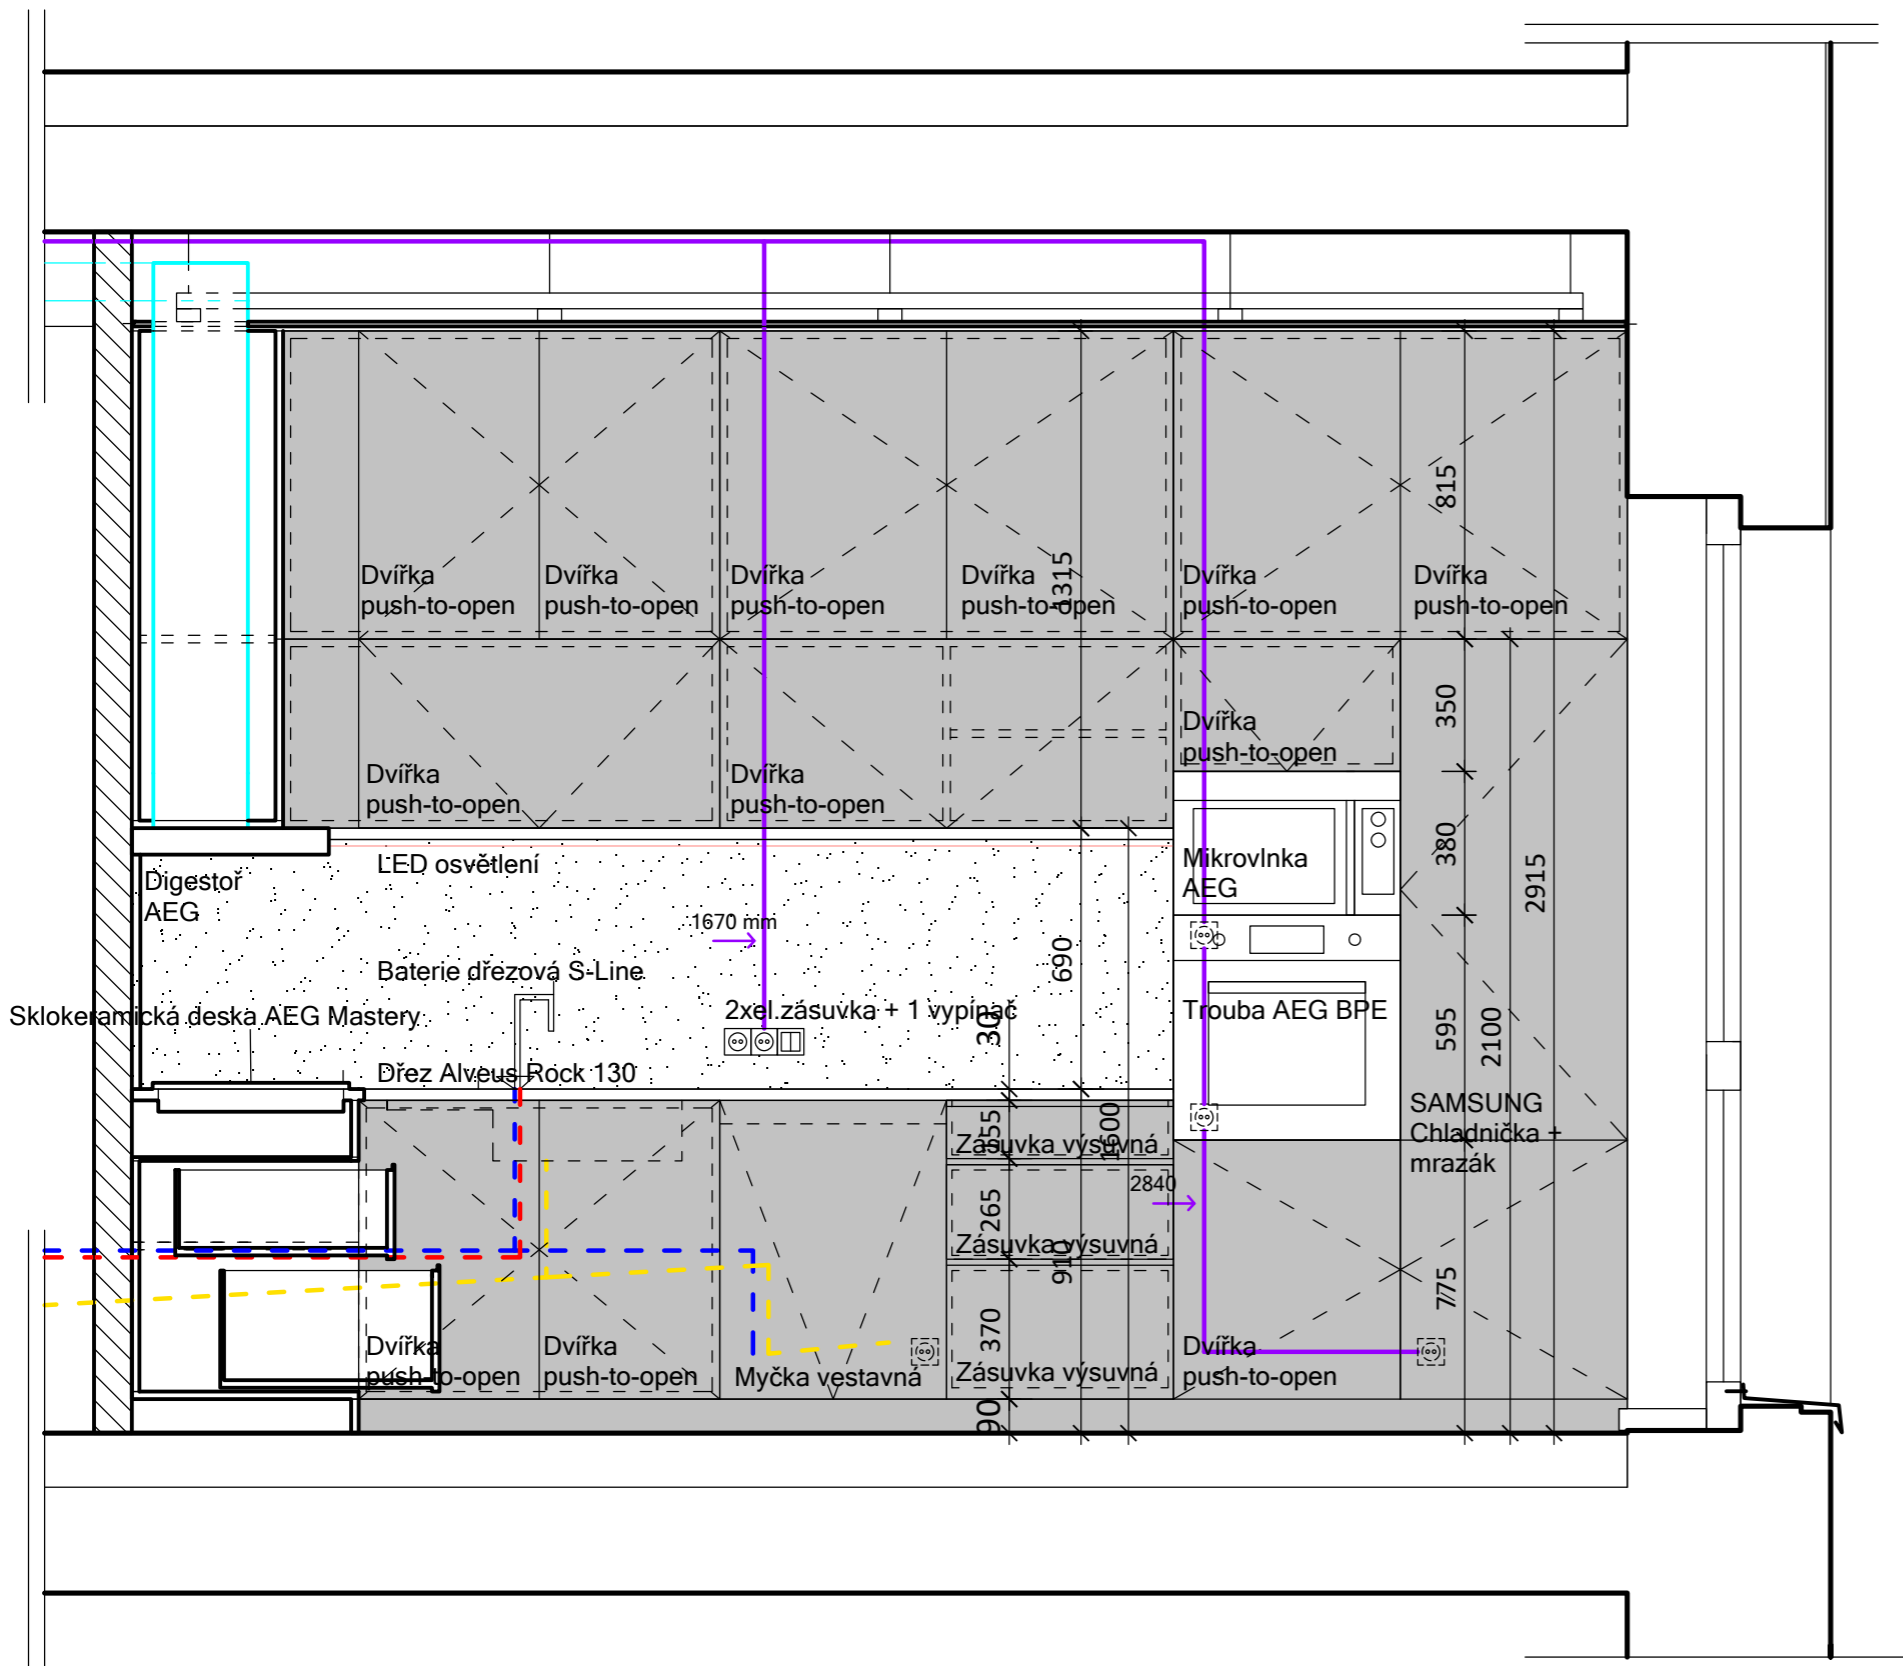 815
Dvířka
push-to-open
Dvířka
push-to-open
Dvířka
push-to-open
Dvířka
push-to-open
Dvířka
push-to-open
Dvířka
push-to-open
1315
350
Dvířka
push-to-open
Dvířka
push-to-open
Dvířka
push-to-open
LED osvětlení
Digestoř
AEG
Mikrovlnka
AEG
380
2915
1670 mm
690
Baterie dřezová S-Line
Sklokeramická deska AEG Mastery
2xel.zásuvka + 1 vypínač
30
Trouba AEG BPE
595
2100
Dřez Alveus Rock 130
SAMSUNG
Chladnička +
mrazák
155
1600
Zásuvka výsuvná
2840
265
910
Zásuvka výsuvná
775
370
Dvířka
push-to-open
Dvířka
push-to-open
Myčka vestavná
Zásuvka výsuvná
Dvířka
push-to-open
90